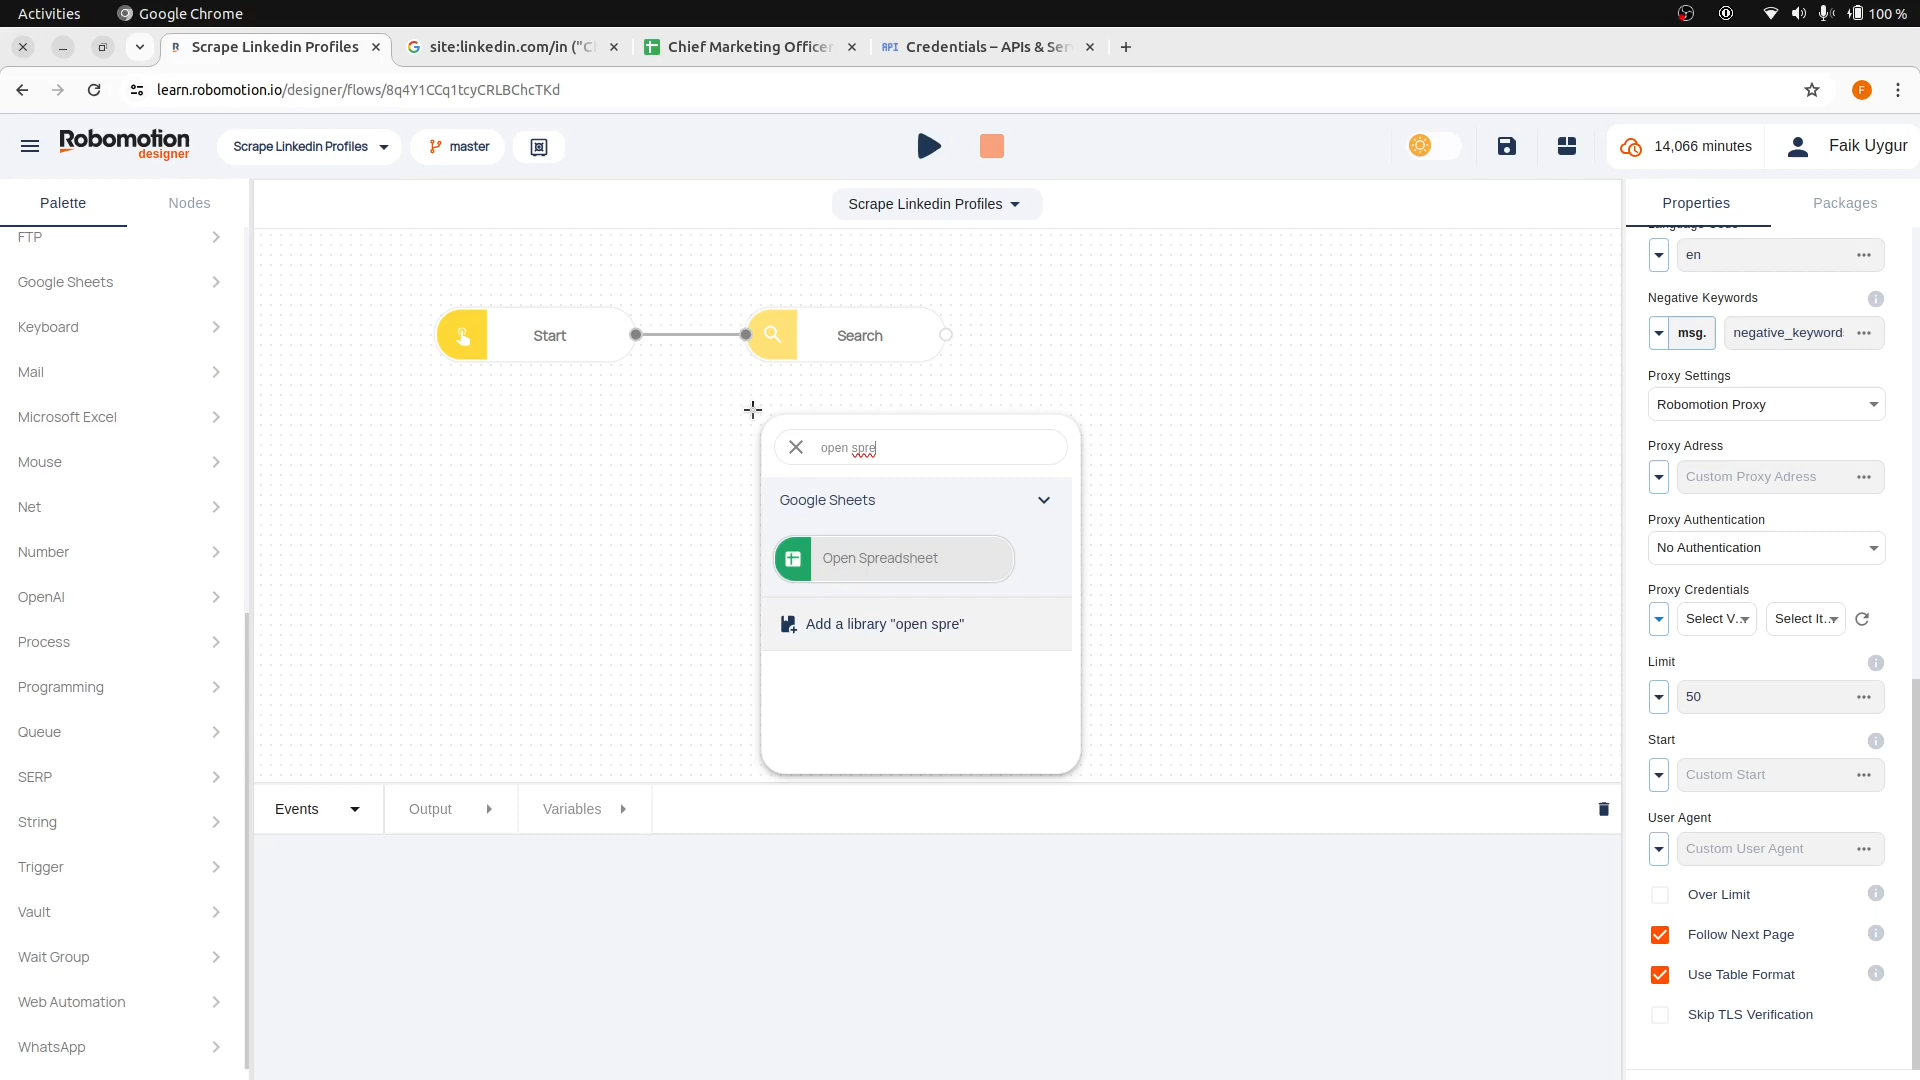 Activities
Google Chrome
100 %
Scrape Linkedin Profiles
site:linkedin.com/in ("Cl
Chief Marketing Officer
API Credentials – APIs & Ser
learn.robomotion.io/designer/flows/8q4Y1CCq1tcyCRLBChcTKd
F
Robomotion
designer
Scrape Linkedin Profiles
master
14,066 minutes
Faik Uygur
Palette
Nodes
Scrape Linkedin Profiles
Properties
Packages
FTP
Google Sheets
Keyboard
Mail
Microsoft Excel
Mouse
Net
Number
OpenAI
Process
Programming
Queue
SERP
String
Trigger
Vault
Wait Group
Web Automation
WhatsApp
Start
Search
open spre
Google Sheets
Open Spreadsheet
Add a library "open spre"
Events
Output
Variables
Language Code
en
Negative Keywords
msg.
negative_keyword
Proxy Settings
Robomotion Proxy
Proxy Adress
Custom Proxy Adress
Proxy Authentication
No Authentication
Proxy Credentials
Select V...
Select It...
Limit
50
Start
Custom Start
User Agent
Custom User Agent
Over Limit
Follow Next Page
Use Table Format
Skip TLS Verification